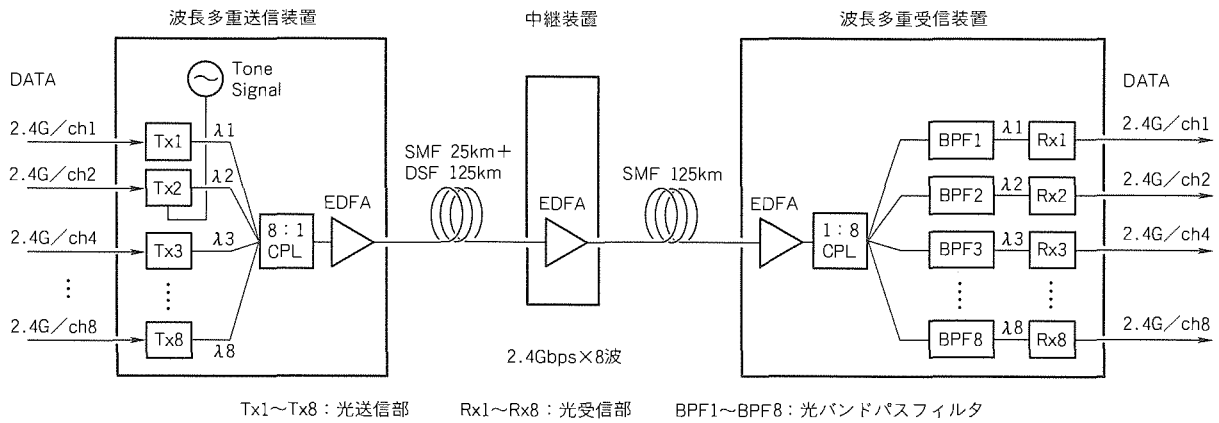 波長多重送信装置
中継装置
波長多重受信装置
DATA
Tone
Signal
DATA
2.4G/ch1
Tx1
λ1
BPF1
λ1
Rx1
2.4G/ch1
2.4G/ch2
Tx2
λ2
SMF 25km+
DSF 125km
SMF 125km
BPF2
λ2
Rx2
2.4G/ch2
EDFA
EDFA
EDFA
2.4G/ch4
Tx3
λ3
8:1
CPL
1:8
CPL
BPF3
λ3
Rx3
2.4G/ch4
2.4G/ch8
Tx8
λ8
BPF8
λ8
Rx8
2.4G/ch8
2.4Gbps×8波
Tx1~Tx8:光送信部 Rx1~Rx8:光受信部 BPF1~BPF8:光バンドパスフィルタ